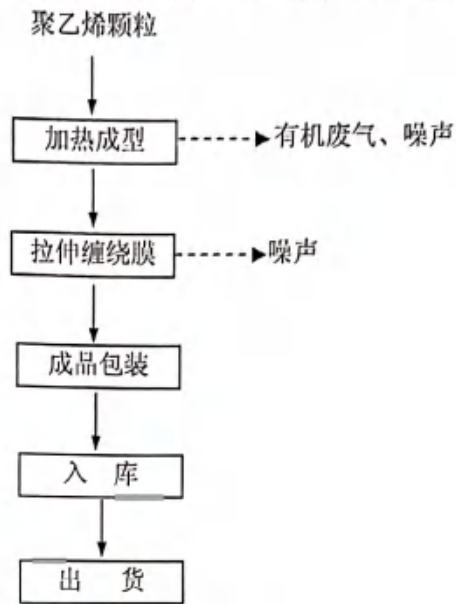 聚乙烯颗粒
加热成型
有机废气、噪声
拉伸缠绕膜
噪声
成品包装
入 库
出 货